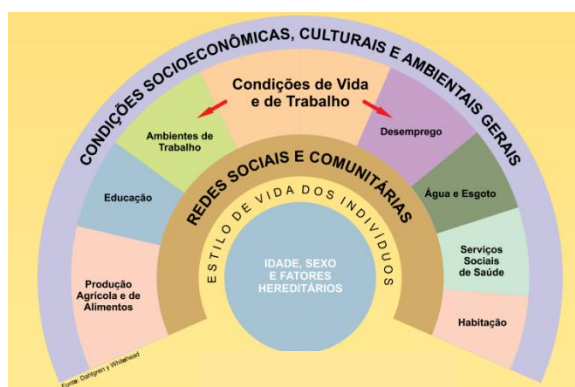 CONDIÇÕES SOCIOECONÔMICAS, CULTURAIS E AMBIENTAIS GERAIS
Condições de Vida
e de Trabalho
Ambientes de
Trabalho
Desemprego
Educação
Água e Esgoto
Produção
Agrícola e de
Alimentos
Serviços
Sociais
de Saúde
Habitação
REDES SOCIAIS E COMUNITÁRIAS
ESTILO DE VIDA DOS INDIVÍDUOS
IDADE, SEXO
E FATORES
HEREDITÁRIOS
Fonte: Dahlgren y Whitehead